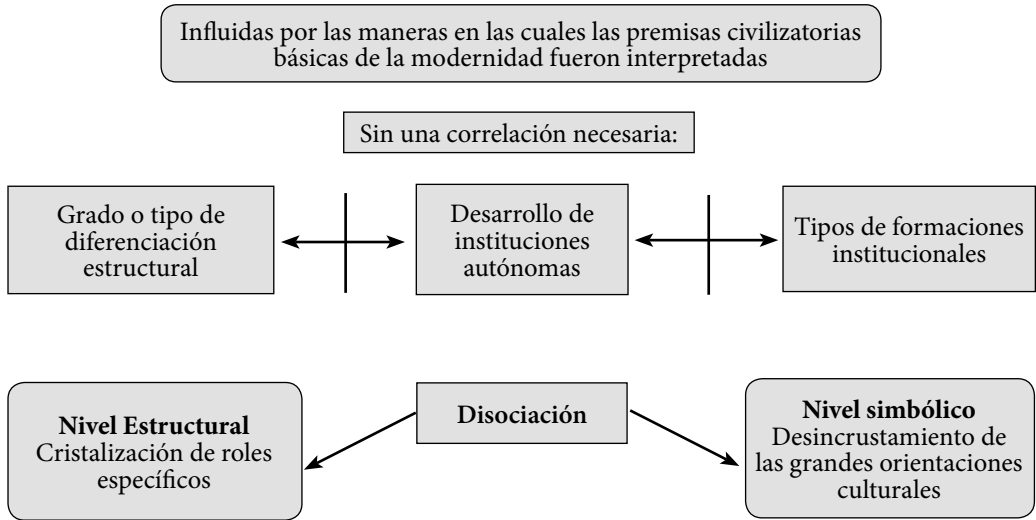 Influidas por las maneras en las cuales las premisas civilizatorias
básicas de la modernidad fueron interpretadas
Sin una correlación necesaria:
Grado o tipo de
diferenciación
estructural
Desarrollo de
instituciones
autónomas
Tipos de formaciones
institucionales
Nivel Estructural
Cristalización de roles
específicos
Disociación
Nivel simbólico
Desincrustamiento de
las grandes orientaciones
culturales